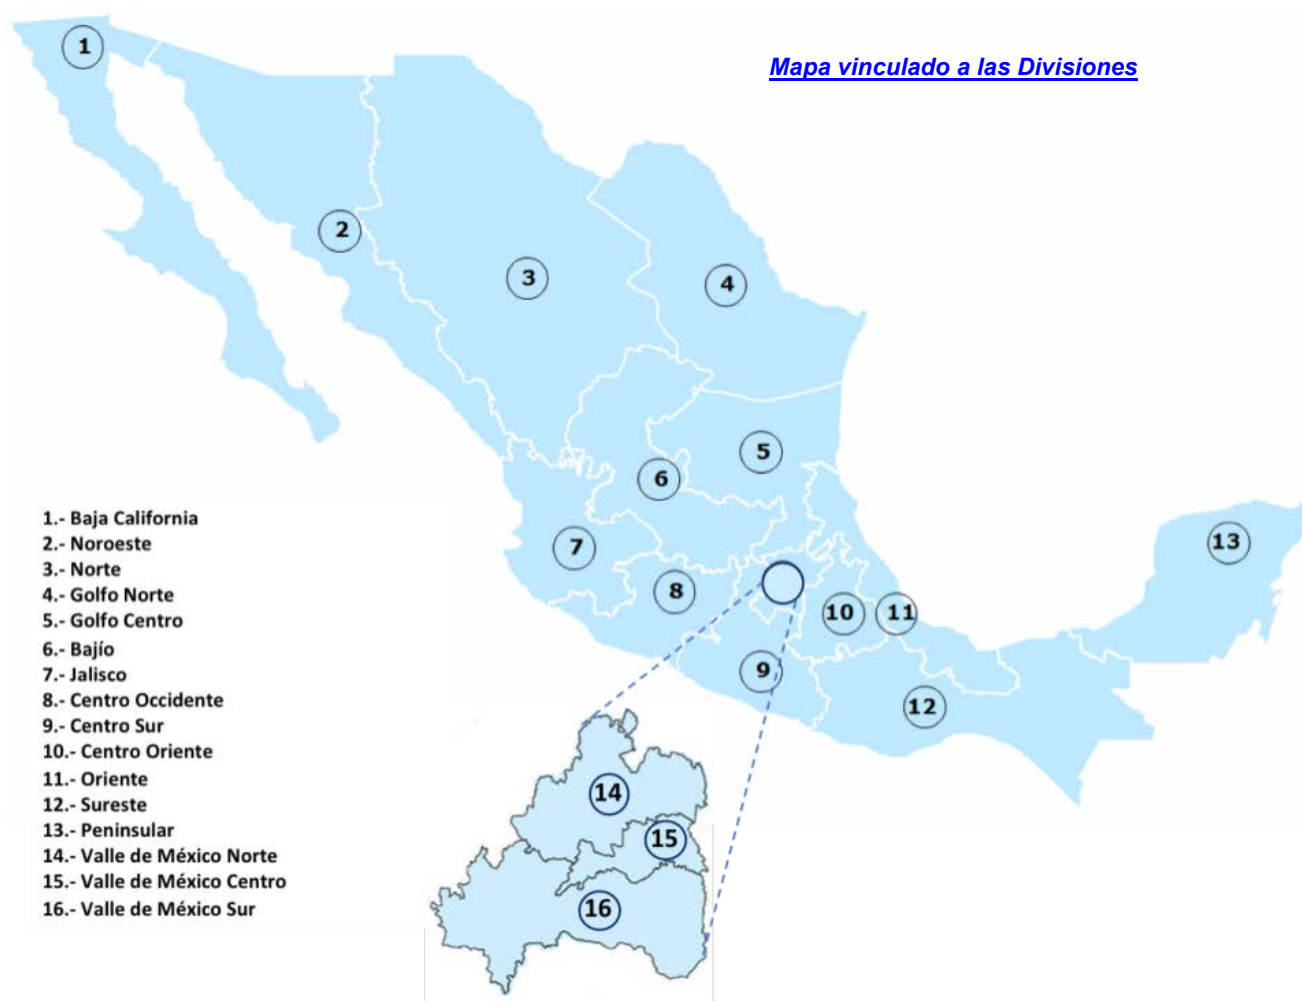 Mapa vinculado a las Divisiones
1
2
3
4
5
6
7
8
9
10
11
12
13
14
15
16
1.- Baja California
2.- Noroeste
3.- Norte
4.- Golfo Norte
5.- Golfo Centro
6.- Bajío
7.- Jalisco
8.- Centro Occidente
9.- Centro Sur
10.- Centro Oriente
11.- Oriente
12.- Sureste
13.- Peninsular
14.- Valle de México Norte
15.- Valle de México Centro
16.- Valle de México Sur